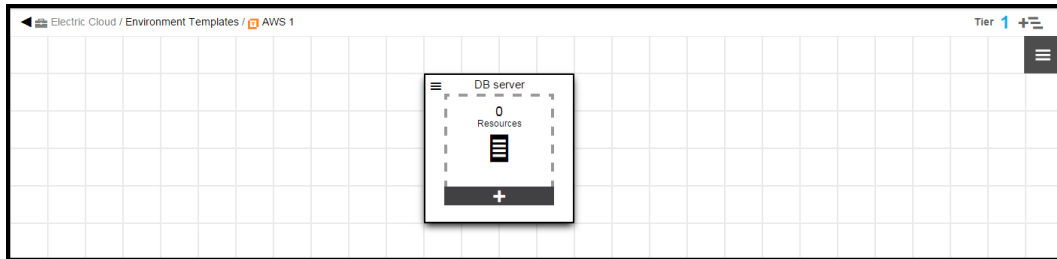 Electric Cloud / Environment Templates / AWS 1
Tier 1
DB server
0
Resources